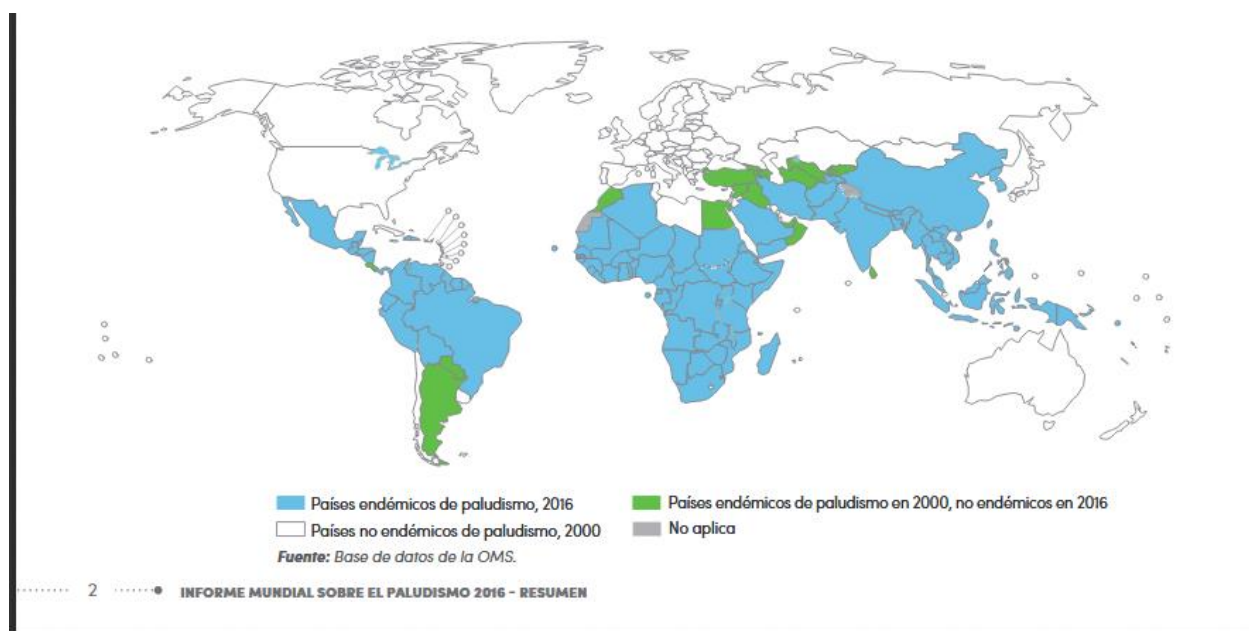 Países endémicos de paludismo, 2016
Países endémicos de paludismo en 2000, no endémicos en 2016
Países no endémicos de paludismo, 2000
No aplica
Fuente: Base de datos de la OMS.
2 INFORME MUNDIAL SOBRE EL PALUDISMO 2016 - RESUMEN